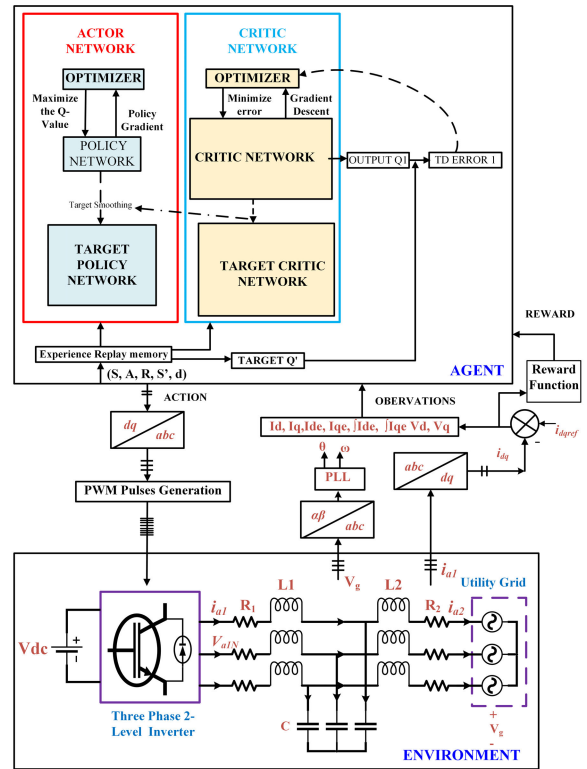 ACTOR
NETWORK
CRITIC
NETWORK
OPTIMIZER
OPTIMIZER
Maximize
the Q-
Value
Policy
Gradient
Minimize
error
Gradient
Descent
POLICY
NETWORK
CRITIC NETWORK
OUTPUT Q1
TD ERROR 1
Target Smoothing
TARGET
POLICY
NETWORK
TARGET CRITIC
NETWORK
Experience Replay memory
TARGET Q'
(S, A, R, S’, d)
AGENT
REWARD
Reward
Function
ACTION
OBERVATIONS
dq
abc
Id, Iq,Ide, Iqe, ∫Ide, ∫Iqe Vd, Vq
idqref
-
idq
θ
ω
PLL
abc
dq
PWM Pulses Generation
αβ
abc
Vg
ia1
Utility Grid
ia1
R1
L1
L2
R2
ia2
Vdc
+
-
Va1N
C
Three Phase 2-
Level Inverter
+
Vg
-
ENVIRONMENT